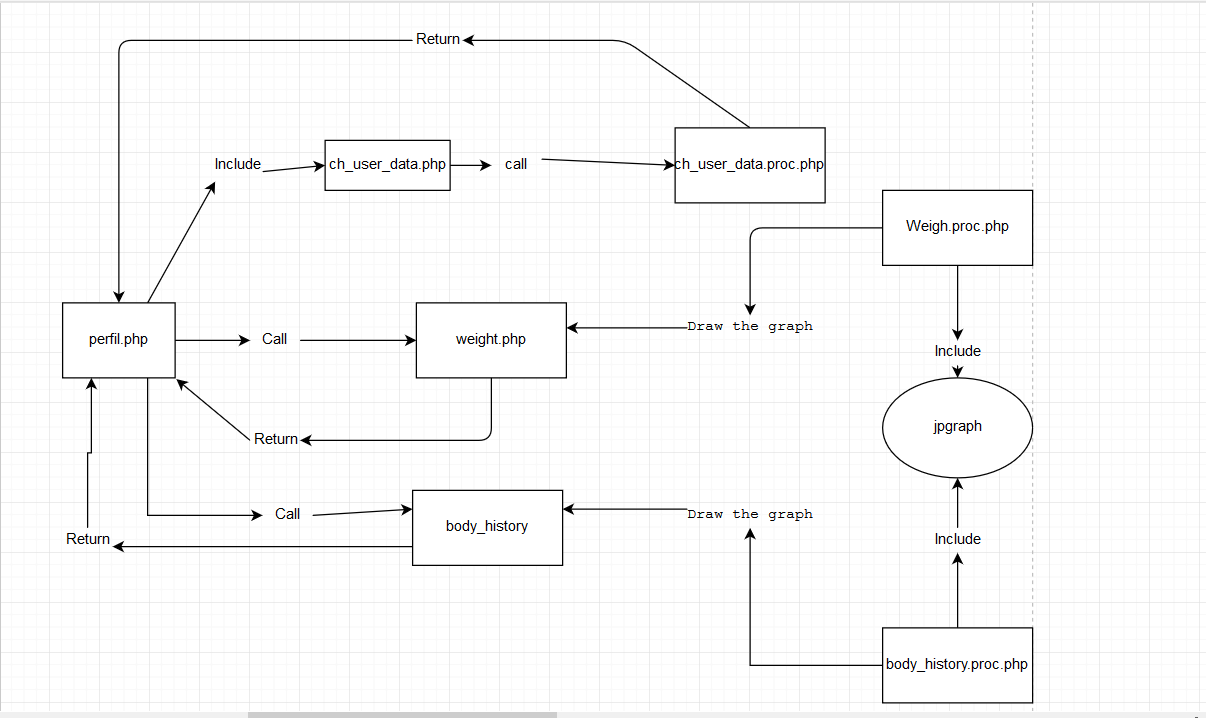 Return
Include
ch_user_data.php
call
ch_user_data.proc.php
Weigh.proc.php
Draw the graph
perfil.php
Call
weight.php
Include
jpgraph
Return
Call
body_history
Draw the graph
Return
Include
body_history.proc.php